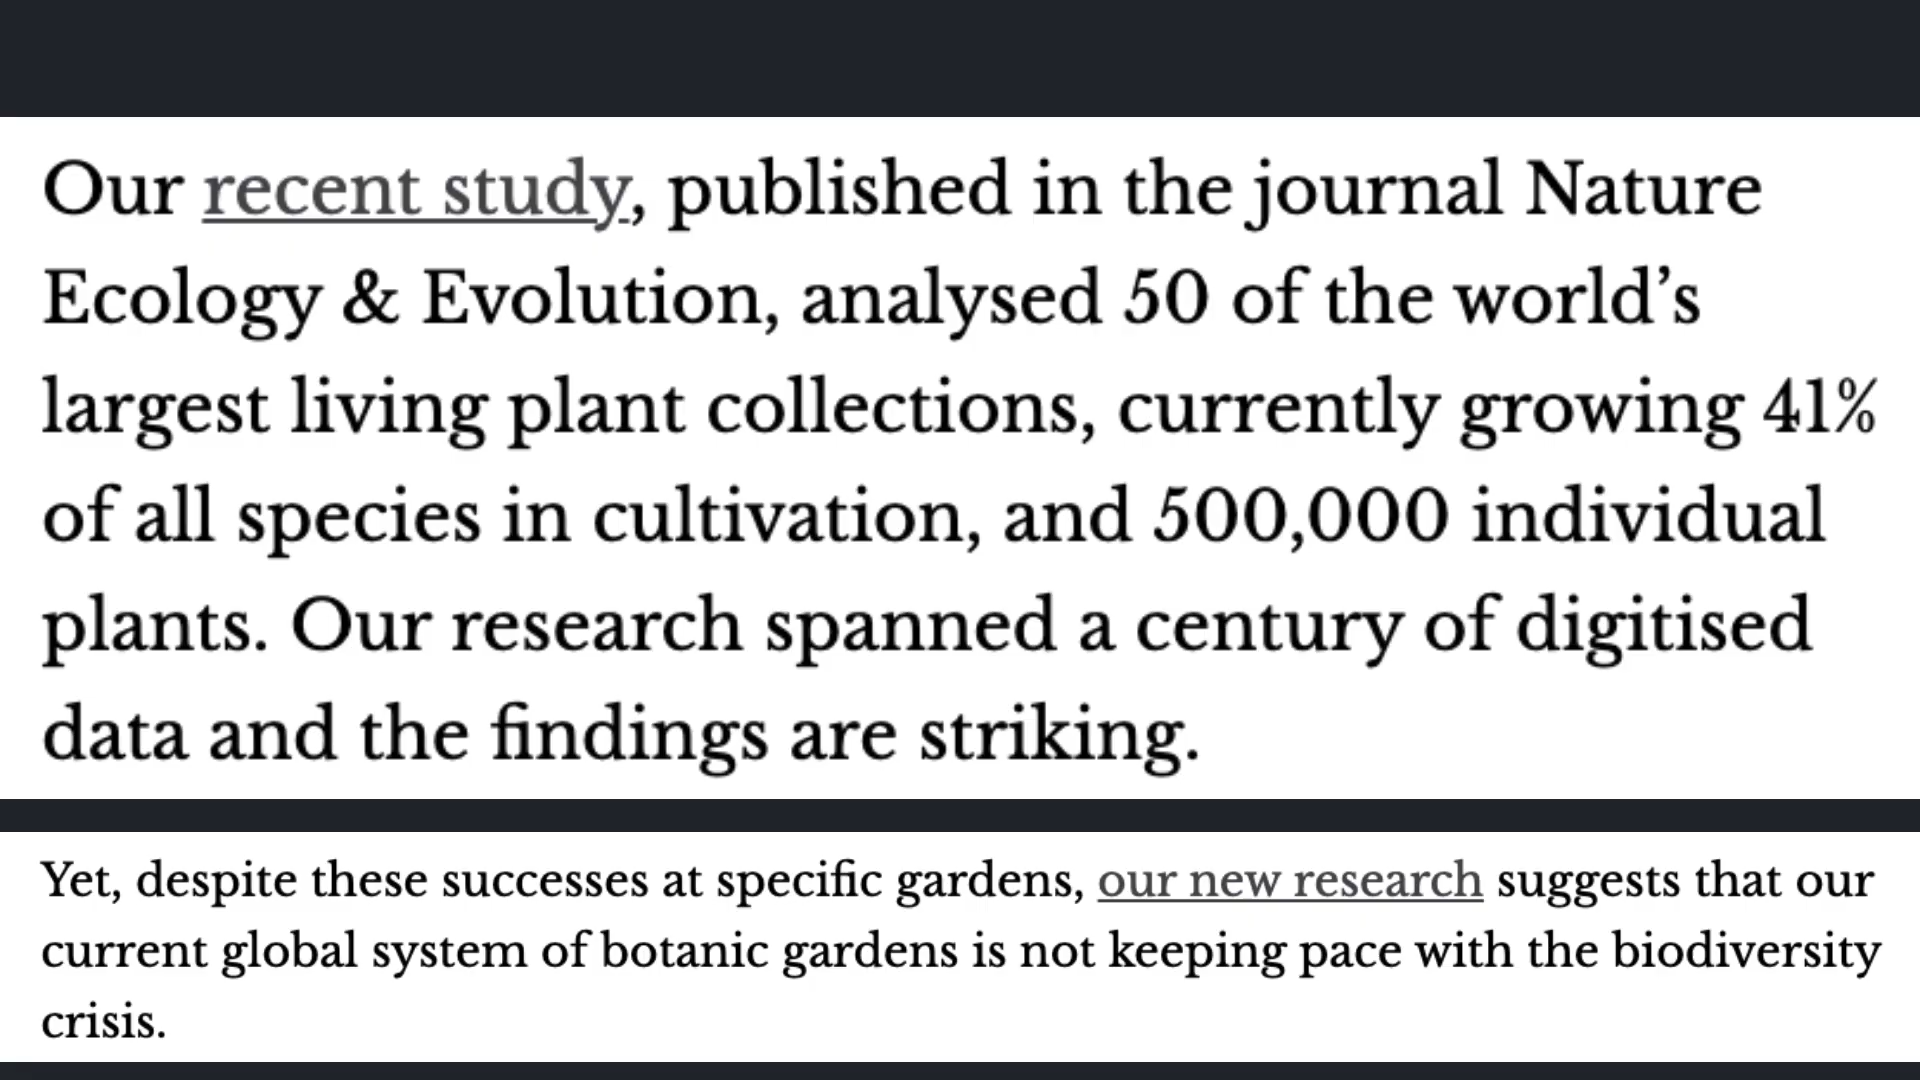 Our recent study, published in the journal Nature
Ecology & Evolution, analysed 50 of the world’s
largest living plant collections, currently growing 41%
of all species in cultivation, and 500,000 individual
plants. Our research spanned a century of digitised
data and the findings are striking.
Yet, despite these successes at specific gardens, our new research suggests that our
current global system of botanic gardens is not keeping pace with the biodiversity
crisis.